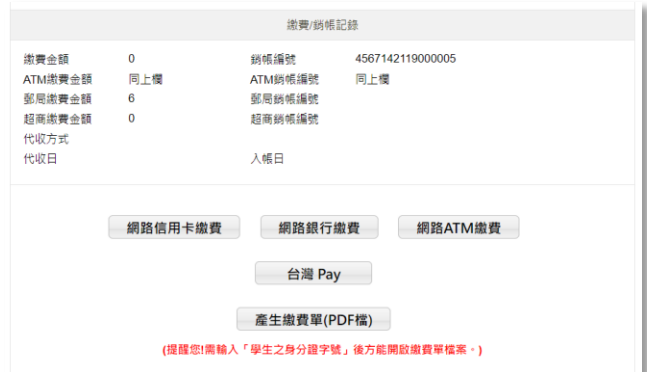 繳費/銷帳記錄
繳費金額 0 銷帳編號 4567142119000005
ATM繳費金額 同上欄 ATM銷帳編號 同上欄
郵局繳費金額 6 郵局銷帳編號
超商繳費金額 0 超商銷帳編號
代收方式
代收日 入帳日
網路信用卡繳費 網路銀行繳費 網路ATM繳費
台灣 Pay
產生繳費單(PDF檔)
(提醒您!需輸入「學生之身分證字號」後方能開啟繳費單檔案。)